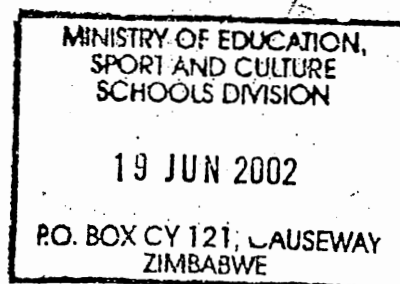 MINISTRY OF EDUCATION,
SPORT AND CULTURE
SCHOOLS DIVISION
19 JUN 2002
P.O. BOX CY 121, CAUSEWAY
ZIMBABWE